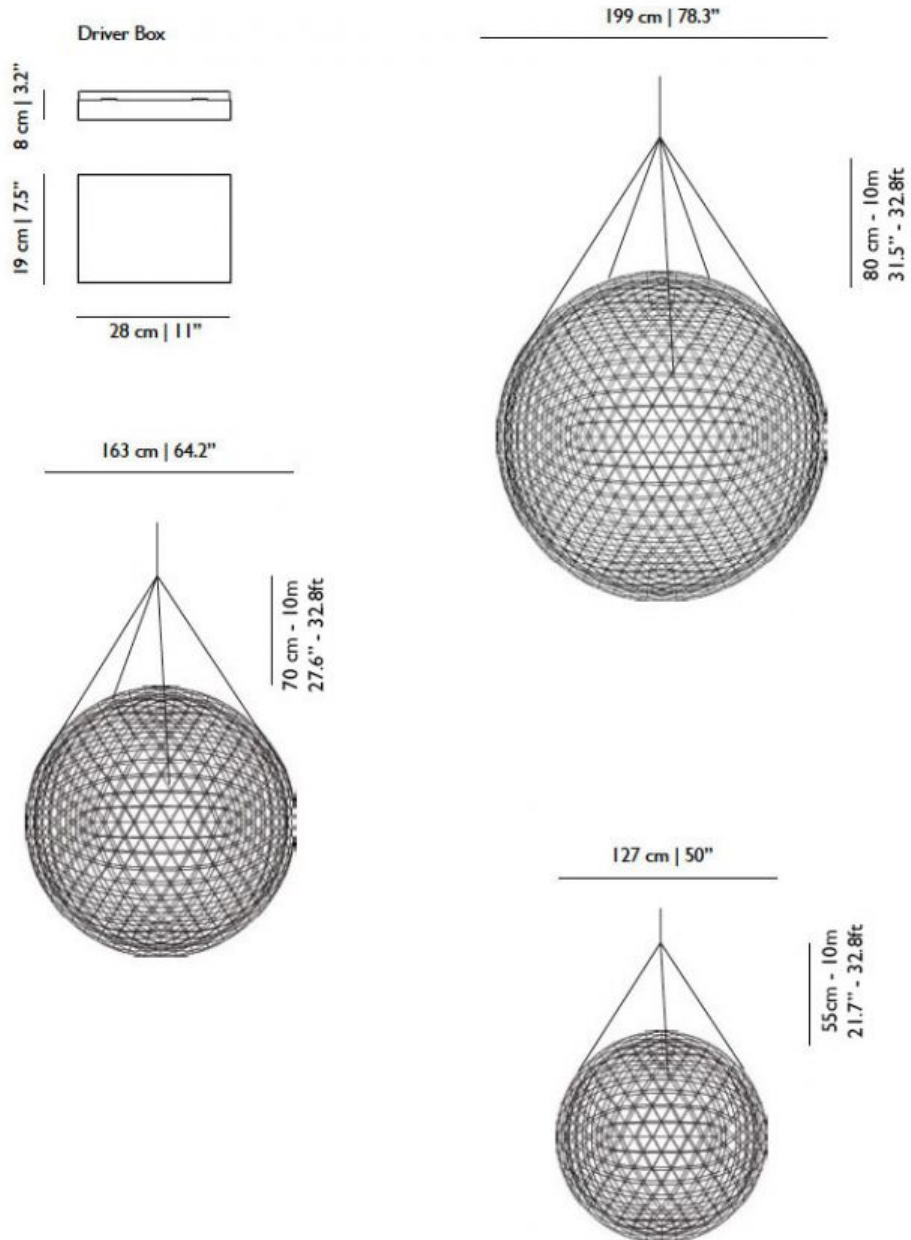 Driver Box
8 cm | 3.2”
19 cm | 7.5”
28 cm | 11”
199 cm | 78.3”
80 cm - 10m
31.5” - 32.8ft
163 cm | 64.2”
70 cm - 10m
27.6” - 32.8ft
127 cm | 50”
55cm - 10m
21.7” - 32.8ft